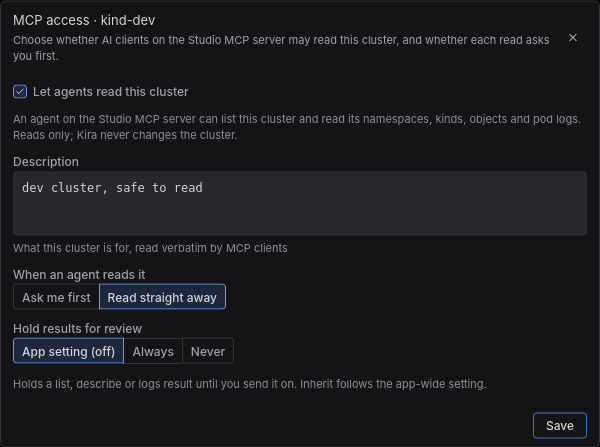 MCP access · kind-dev
Choose whether AI clients on the Studio MCP server may read this cluster, and whether each read asks
you first.
Let agents read this cluster
An agent on the Studio MCP server can list this cluster and read its namespaces, kinds, objects and pod logs.
Reads only; Kira never changes the cluster.
Description
dev cluster, safe to read
What this cluster is for, read verbatim by MCP clients
When an agent reads it
Ask me first Read straight away
Hold results for review
App setting (off) Always Never
Holds a list, describe or logs result until you send it on. Inherit follows the app-wide setting.
Save